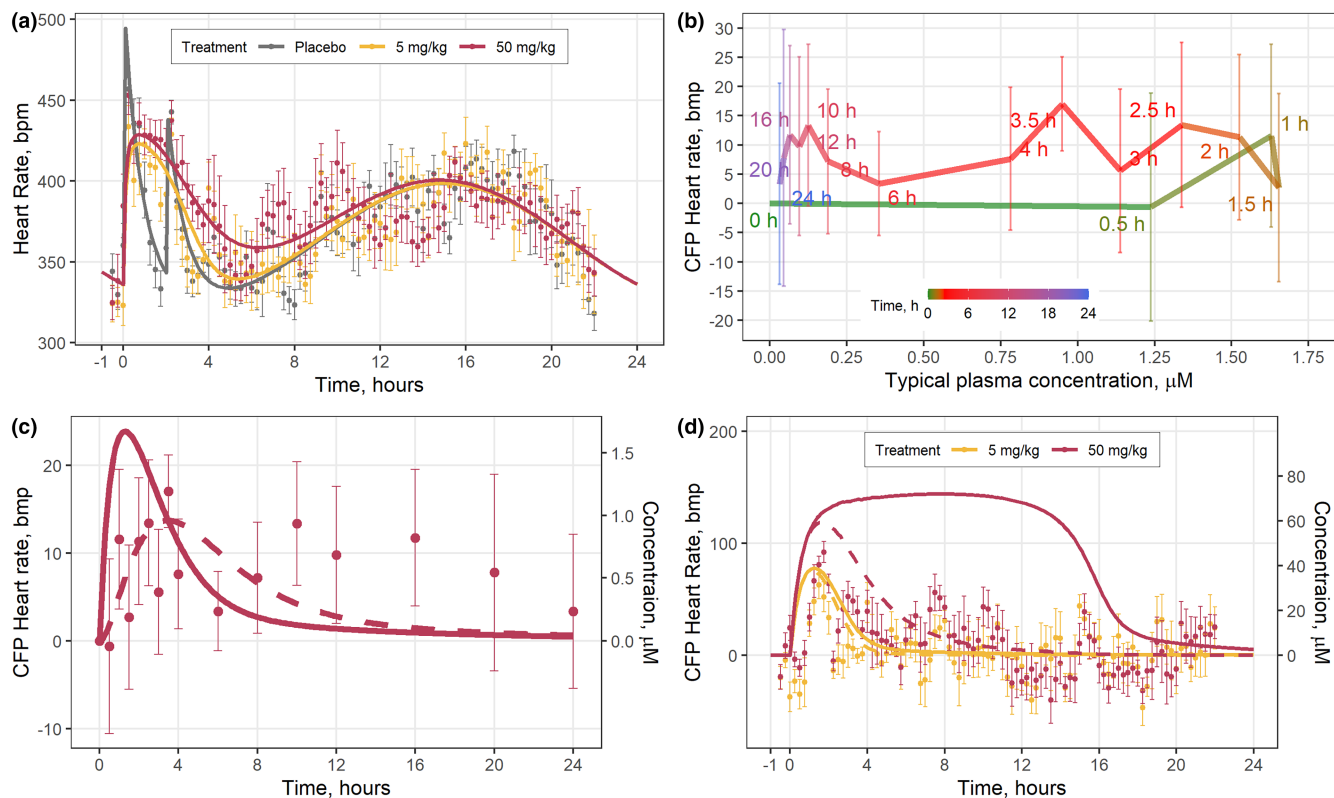 (a)
500
450
400
350
300
Heart Rate, bpm
Treatment Placebo 5 mg/kg 50 mg/kg
-1 0 4 8 12 16 20 24
Time, hours
(b)
30
25
20
15
10
5
0
-5
-10
-15
-20
CFP Heart rate, bmp
16 h
10 h
12 h
20 h
8 h
24 h
0 h
6 h
3.5 h
4 h
2.5 h
3 h
0.5 h
2 h
1.5 h
1 h
Time, h
0 6 12 18 24
0.00 0.25 0.50 0.75 1.00 1.25 1.50 1.75
Typical plasma concentration, μM
(c)
20
10
0
-10
CFP Heart rate, bmp
1.5
1.0
0.5
0.0
Concentraion, μM
0 4 8 12 16 20 24
Time, hours
(d)
200
100
0
CFP Heart Rate, bmp
Treatment 5 mg/kg 50 mg/kg
80
60
40
20
0
Concentraion, μM
-1 0 4 8 12 16 20 24
Time, hours